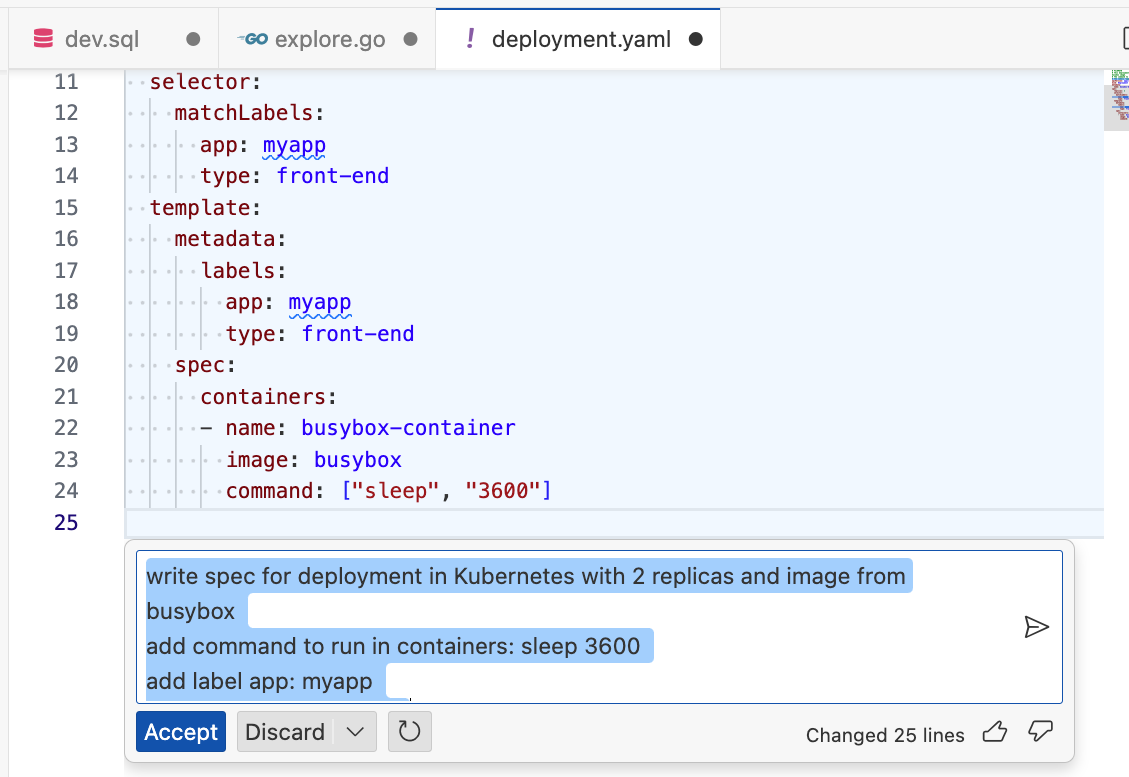 dev.sql ● GO explore.go ● ! deployment.yaml ●
11 selector:
12 matchLabels:
13 app: myapp
14 type: front-end
15 template:
16 metadata:
17 labels:
18 app: myapp
19 type: front-end
20 spec:
21 containers:
22 - name: busybox-container
23 image: busybox
24 command: ["sleep", "3600"]
25
write spec for deployment in Kubernetes with 2 replicas and image from
busybox
add command to run in containers: sleep 3600
add label app: myapp
Accept Discard Changed 25 lines